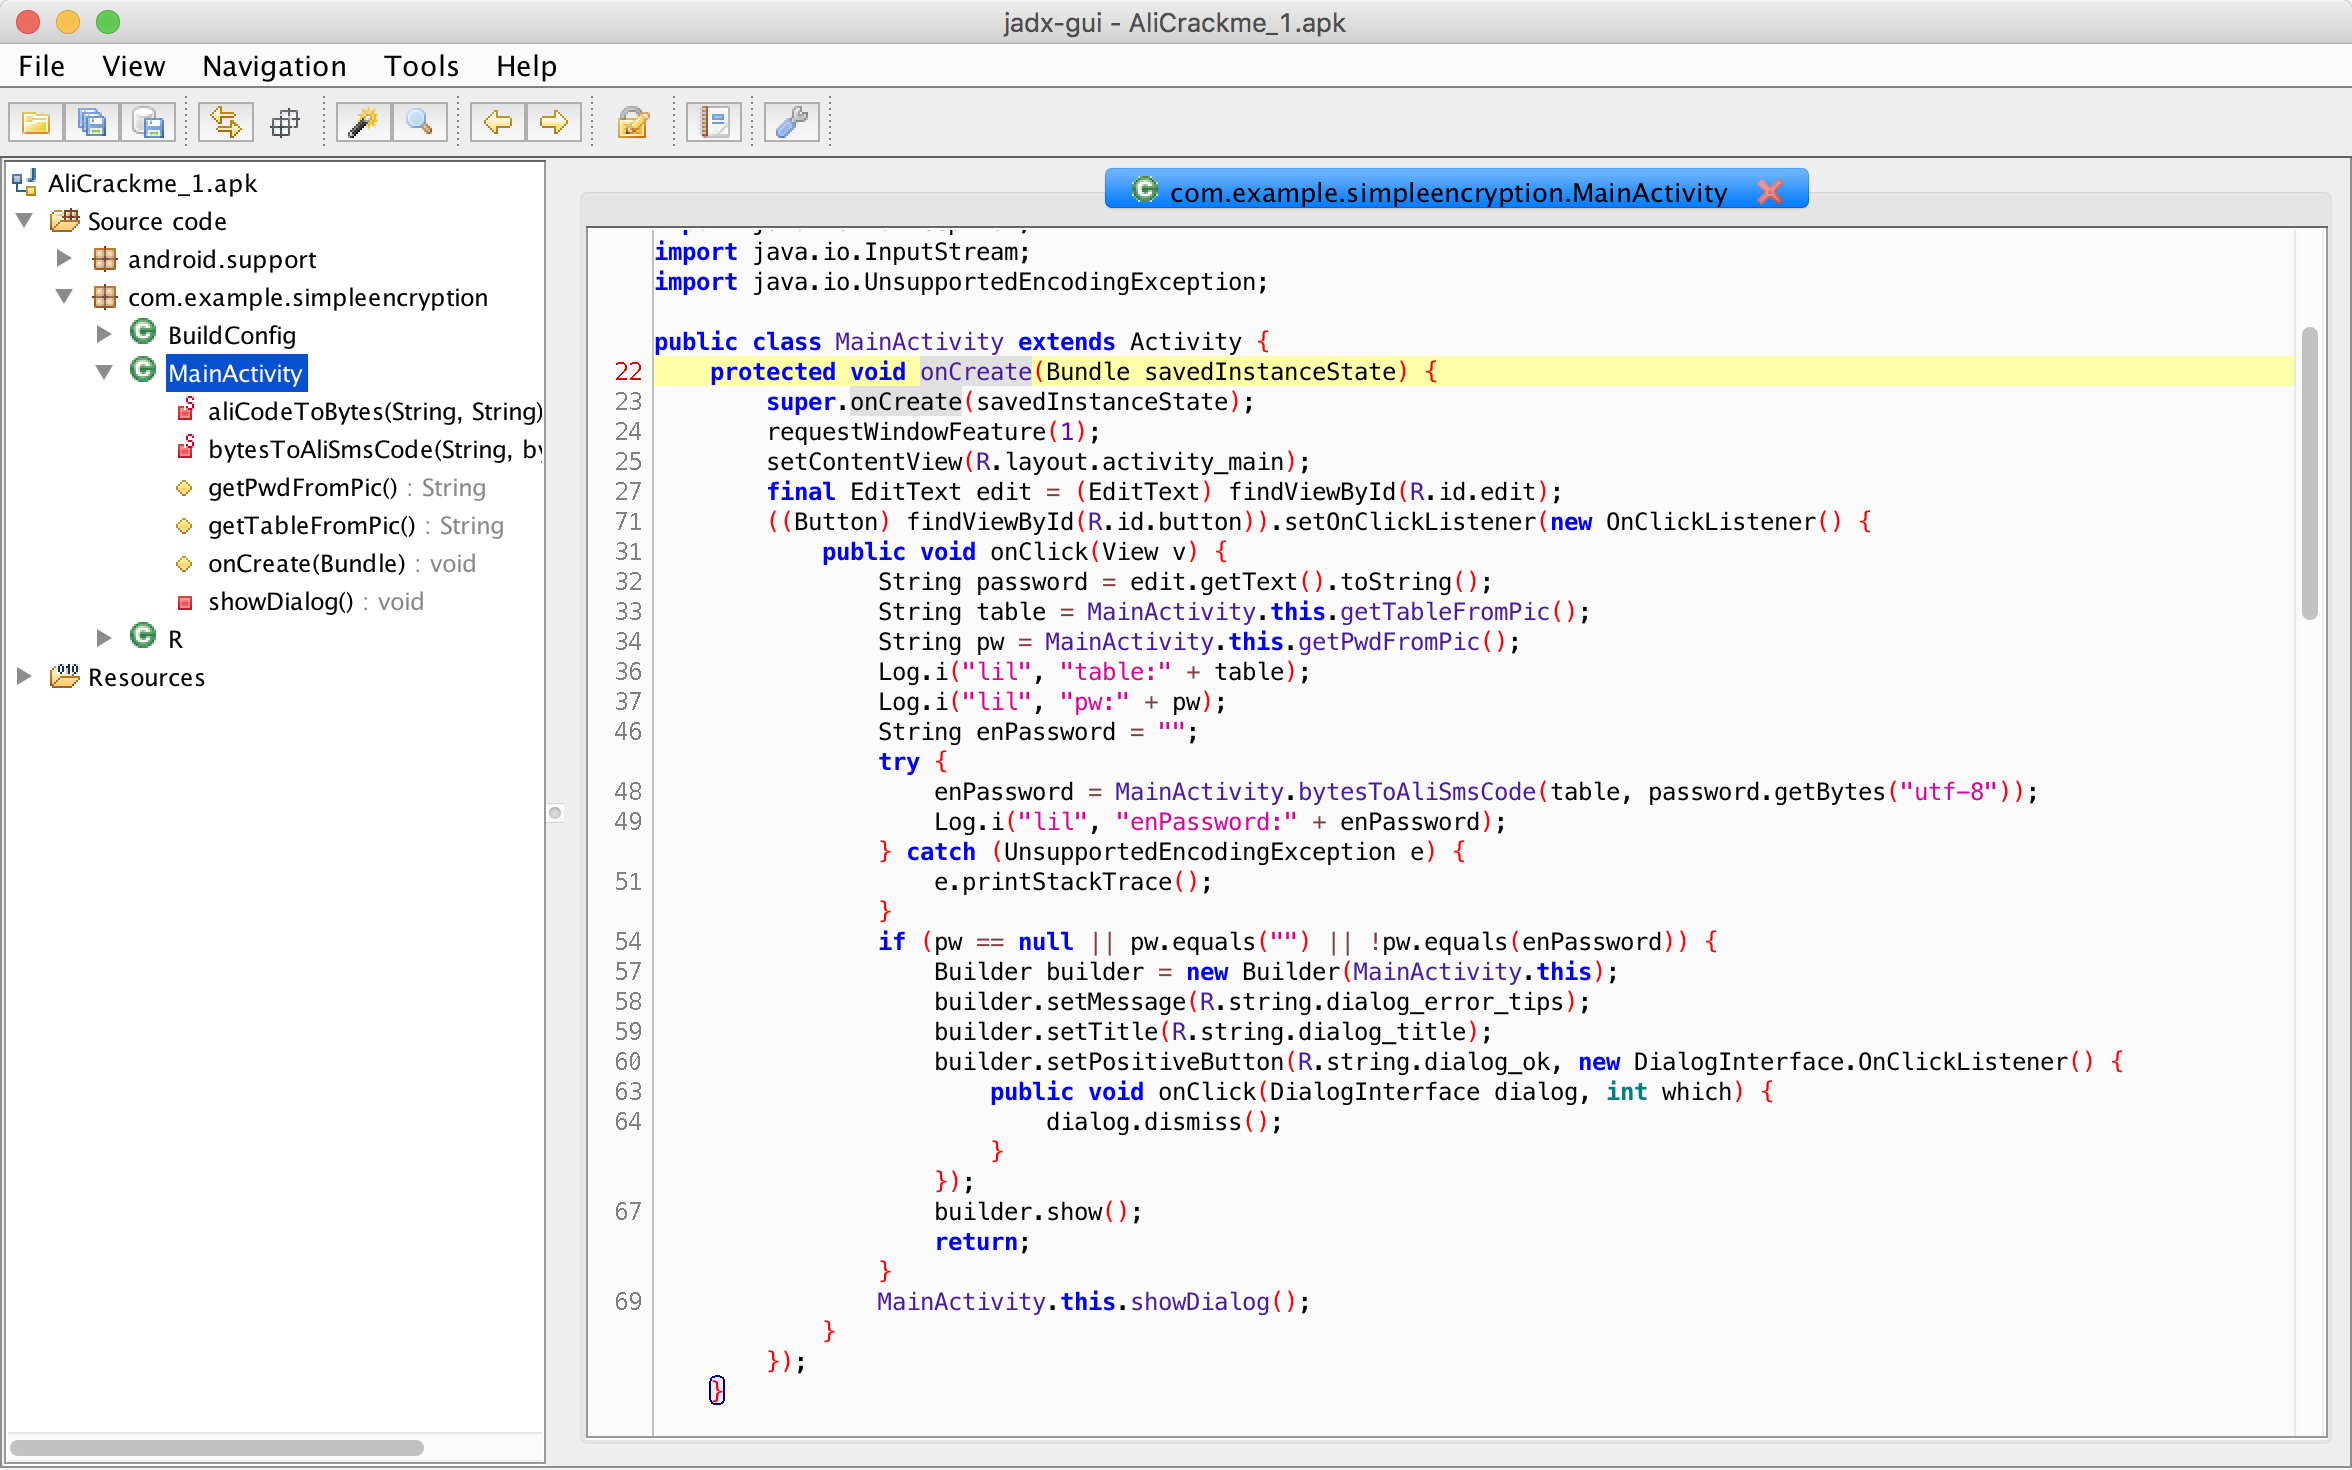 jadx-gui - AliCrackme_1.apk
File View Navigation Tools Help
AliCrackme_1.apk
Source code
android.support
com.example.simpleencryption
BuildConfig
MainActivity
aliCodeToBytes(String, String)
bytesToAliSmsCode(String, by
getPwdFromPic() : String
getTableFromPic() : String
onCreate(Bundle) : void
showDialog() : void
R
Resources
com.example.simpleencryption.MainActivity
import java.io.InputStream;
import java.io.UnsupportedEncodingException;
public class MainActivity extends Activity {
22 protected void onCreate(Bundle savedInstanceState) {
23 super.onCreate(savedInstanceState);
24 requestWindowFeature(1);
25 setContentView(R.layout.activity_main);
27 final EditText edit = (EditText) findViewById(R.id.edit);
71 ((Button) findViewById(R.id.button)).setOnClickListener(new OnClickListener() {
31 public void onClick(View v) {
32 String password = edit.getText().toString();
33 String table = MainActivity.this.getTableFromPic();
34 String pw = MainActivity.this.getPwdFromPic();
36 Log.i("lil", "table:" + table);
37 Log.i("lil", "pw:" + pw);
46 String enPassword = "";
try {
48 enPassword = MainActivity.bytesToAliSmsCode(table, password.getBytes("utf-8"));
49 Log.i("lil", "enPassword:" + enPassword);
} catch (UnsupportedEncodingException e) {
51 e.printStackTrace();
}
54 if (pw == null || pw.equals("") || !pw.equals(enPassword)) {
57 Builder builder = new Builder(MainActivity.this);
58 builder.setMessage(R.string.dialog_error_tips);
59 builder.setTitle(R.string.dialog_title);
60 builder.setPositiveButton(R.string.dialog_ok, new DialogInterface.OnClickListener() {
63 public void onClick(DialogInterface dialog, int which) {
64 dialog.dismiss();
}
});
67 builder.show();
return;
}
69 MainActivity.this.showDialog();
}
});
}